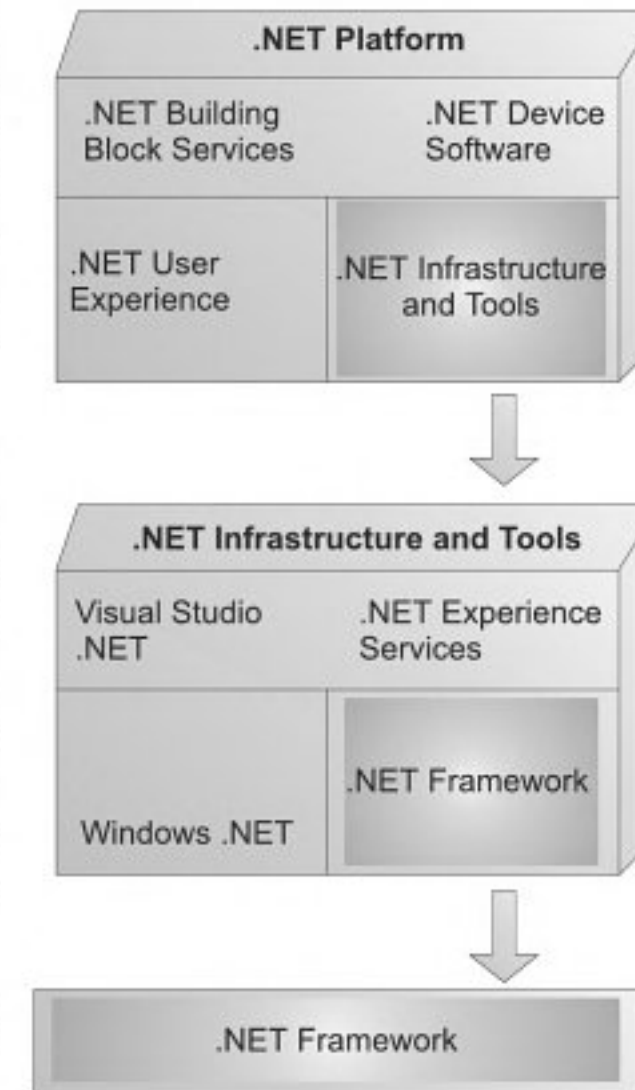 .NET Platform
.NET Building
Block Services
.NET Device
Software
.NET User
Experience
.NET Infrastructure
and Tools
.NET Infrastructure and Tools
Visual Studio
.NET
.NET Experience
Services
Windows .NET
.NET Framework
.NET Framework